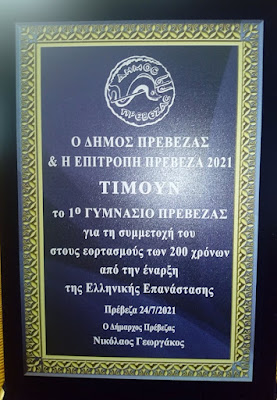 ΔΗΜΟΣ
ΠΡΕΒΕΖΑΣ
Ο ΔΗΜΟΣ ΠΡΕΒΕΖΑΣ
& Η ΕΠΙΤΡΟΠΗ ΠΡΕΒΕΖΑ 2021
ΤΙΜΟΥΝ
το 1ο ΓΥΜΝΑΣΙΟ ΠΡΕΒΕΖΑΣ
για τη συμμετοχή του
στους εορτασμούς των 200 χρόνων
από την έναρξη
της Ελληνικής Επανάστασης
Πρέβεζα 24/7/2021
Ο Δήμαρχος Πρέβεζας
Νικόλαος Γεωργάκος